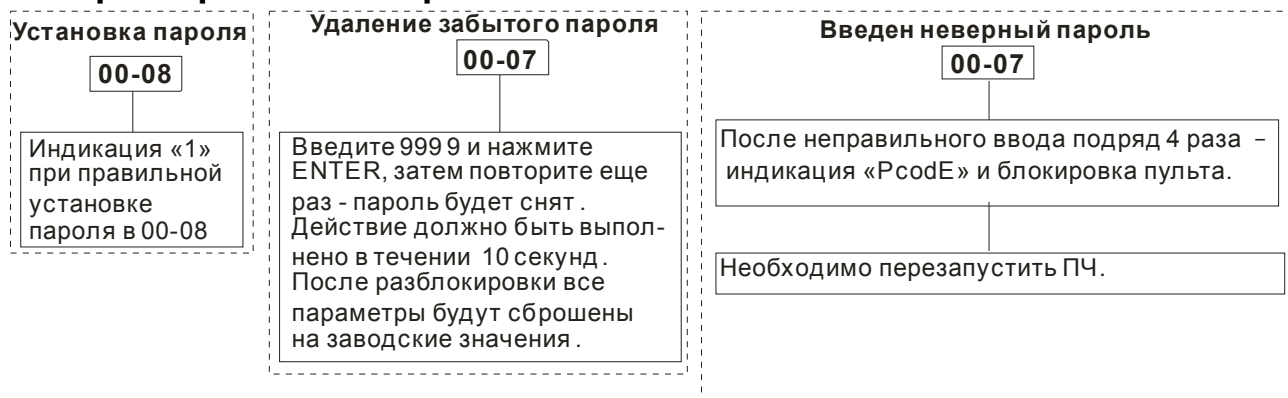 Установка пароля
00-08
Индикация «1»
при правильной
установке
пароля в 00-08
Удаление забытого пароля
00-07
Введите 999 9 и нажмите
ENTER, затем повторите еще
раз - пароль будет снят .
Действие должно быть выпол-
нено в течении 10 секунд .
После разблокировки все
параметры будут сброшены
на заводские значения .
Введен неверный пароль
00-07
После неправильного ввода подряд 4 раза –
индикация «PcodE» и блокировка пульта.
Необходимо перезапустить ПЧ.